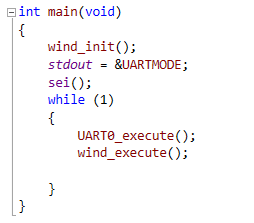 int main(void)
{
wind_init();
stdout = &UARTMODE;
sei();
while (1)
{
UART0_execute();
wind_execute();
}
}